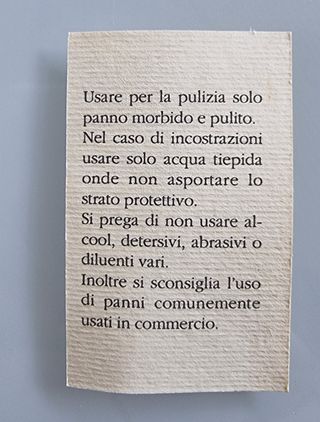 Usare per la pulizia solo
panno morbido e pulito.
Nel caso di incostrazioni
usare solo acqua tiepida
onde non asportare lo
strato protettivo.
Si prega di non usare al-
cool, detersivi, abrasivi o
diluenti vari.
Inoltre si sconsiglia l'uso
di panni comunemente
usati in commercio.